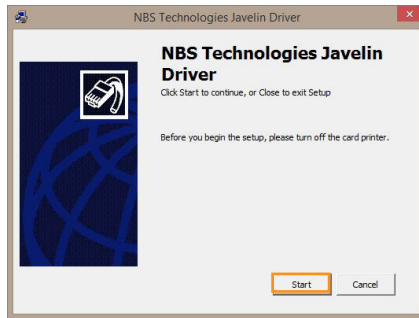 NBS Technologies Javelin Driver
NBS Technologies Javelin
Driver
Click Start to continue, or Close to exit Setup
Before you begin the setup, please turn off the card printer.
Start
Cancel